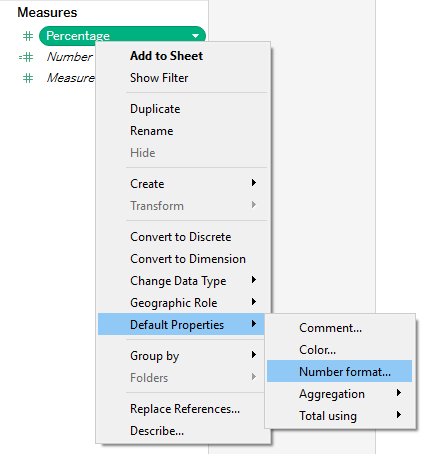 Measures
# Percentage
=# Number
# Measure
Add to Sheet
Show Filter
Duplicate
Rename
Hide
Create
Transform
Convert to Discrete
Convert to Dimension
Change Data Type
Geographic Role
Default Properties
Group by
Folders
Replace References...
Describe...
Comment...
Color...
Number format...
Aggregation
Total using